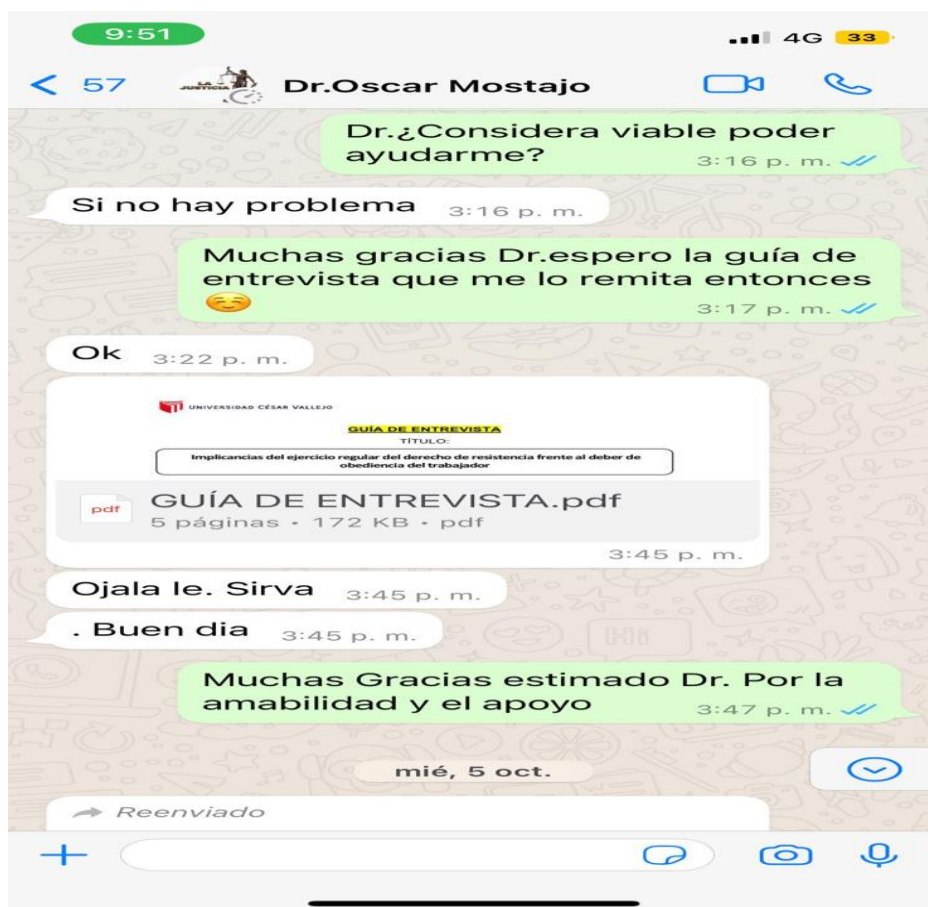 9:51
4G 33
57
LA
JUSTICIA
Dr.Oscar Mostajo
Dr.¿Considera viable poder
ayudarme?
3:16 p. m.
Si no hay problema 3:16 p. m.
Muchas gracias Dr.espero la guía de
entrevista que me lo remita entonces
3:17 p. m.
Ok 3:22 p. m.
UNIVERSIDAD CÉSAR VALLEJO
GUÍA DE ENTREVISTA
TÍTULO:
Implicancias del ejercicio regular del derecho de resistencia frente al deber de
obediencia del trabajador
pdf
GUÍA DE ENTREVISTA.pdf
5 páginas • 172 KB • pdf
3:45 p. m.
Ojala le. Sirva 3:45 p. m.
. Buen dia 3:45 p. m.
Hi
Muchas Gracias estimado Dr. Por la
amabilidad y el apoyo
3:47 p. m.
mié, 5 oct.
Reenviado